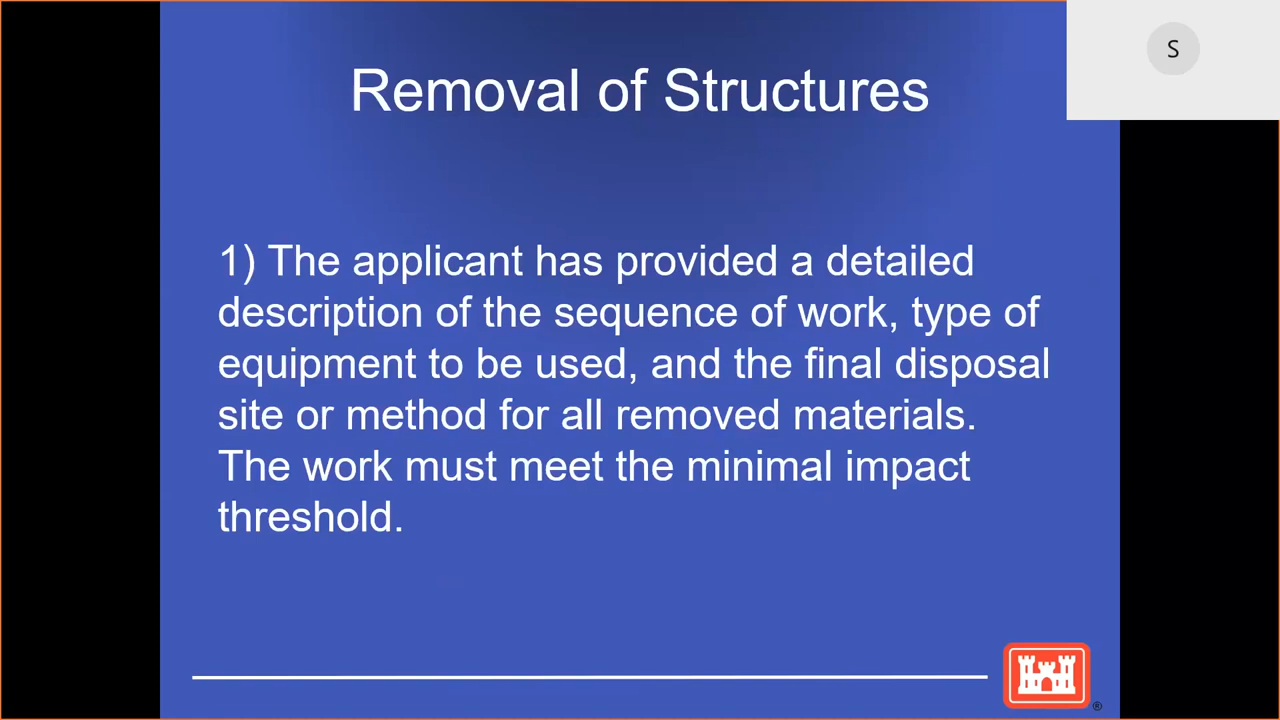 S
Removal of Structures
1) The applicant has provided a detailed
description of the sequence of work, type of
equipment to be used, and the final disposal
site or method for all removed materials.
The work must meet the minimal impact
threshold.
®